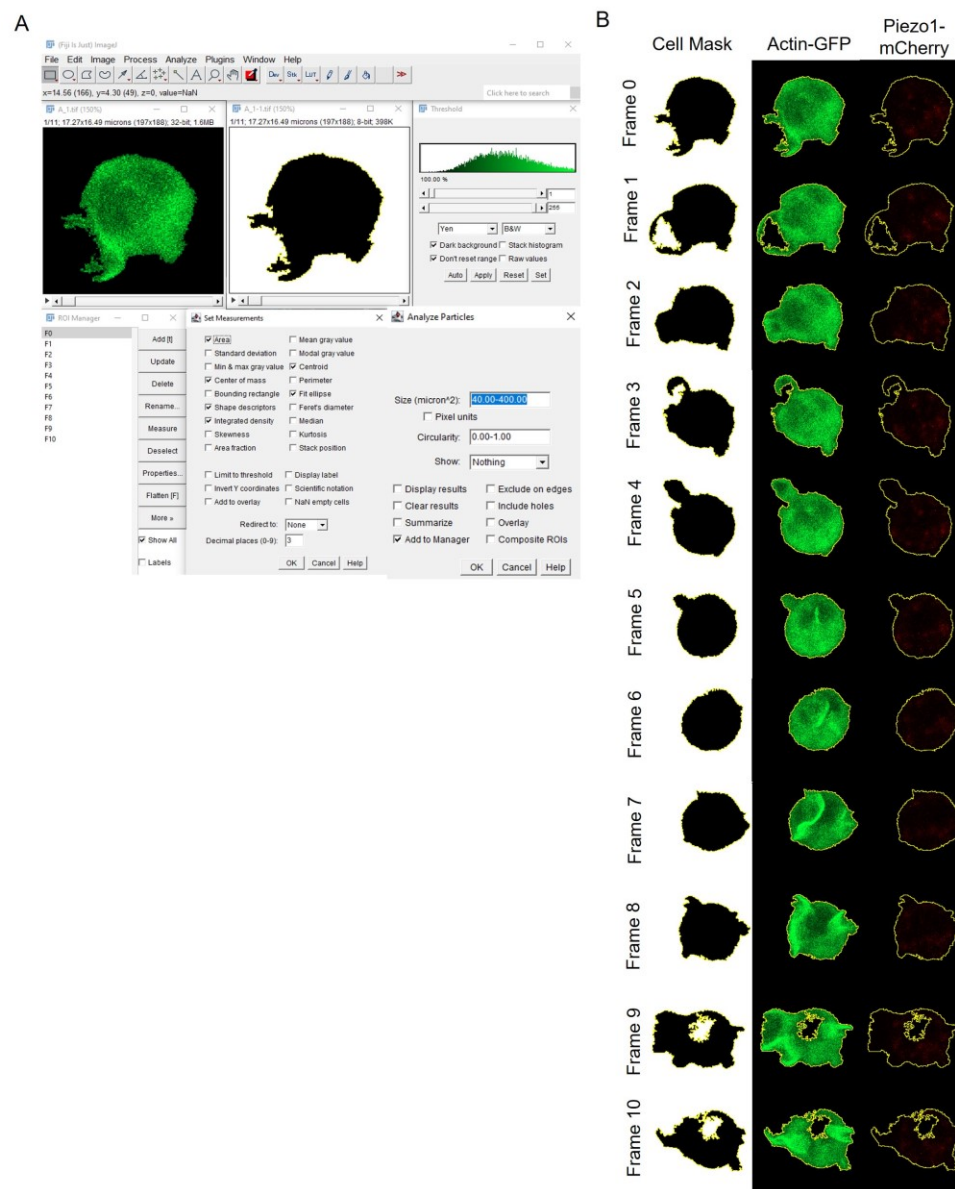 A
(Fiji Is Just) ImageJ
File Edit Image Process Analyze Plugins Window Help
Dev Stk LUT
x=14.56 (166), y=4.30 (49), z=0, value=NaN
Click here to search
A_1.tif (150%)
1/11; 17.27x16.49 microns (197x188); 32-bit; 1.6MB
A_1-1.tif (150%)
1/11; 17.27x16.49 microns (197x188); 8-bit; 398K
Threshold
100.00 %
1
266
Yen
B&W
Dark background
Stack histogram
Don't reset range
Raw values
Auto
Apply
Reset
Set
ROI Manager
F0
F1
F2
F3
F4
F5
F6
F7
F8
F9
F10
Add [t]
Update
Delete
Rename...
Measure
Deselect
Properties...
Flatten [F]
More »
Show All
Labels
Set Measurements
Area
Mean gray value
Standard deviation
Modal gray value
Min & max gray value
Centroid
Center of mass
Perimeter
Bounding rectangle
Fit ellipse
Shape descriptors
Feret's diameter
Integrated density
Median
Skewness
Kurtosis
Area fraction
Stack position
Limit to threshold
Display label
Invert Y coordinates
Scientific notation
Add to overlay
NaN empty cells
Redirect to:
None
Decimal places (0-9):
3
OK
Cancel
Help
Analyze Particles
Size (micron^2):
40.00-400.00
Pixel units
Circularity:
0.00-1.00
Show:
Nothing
Display results
Exclude on edges
Clear results
Include holes
Summarize
Overlay
Add to Manager
Composite ROIs
OK
Cancel
Help
B
Cell Mask
Actin-GFP
Piezo1-
mCherry
Frame 0
Frame 1
Frame 2
Frame 3
Frame 4
Frame 5
Frame 6
Frame 7
Frame 8
Frame 9
Frame 10